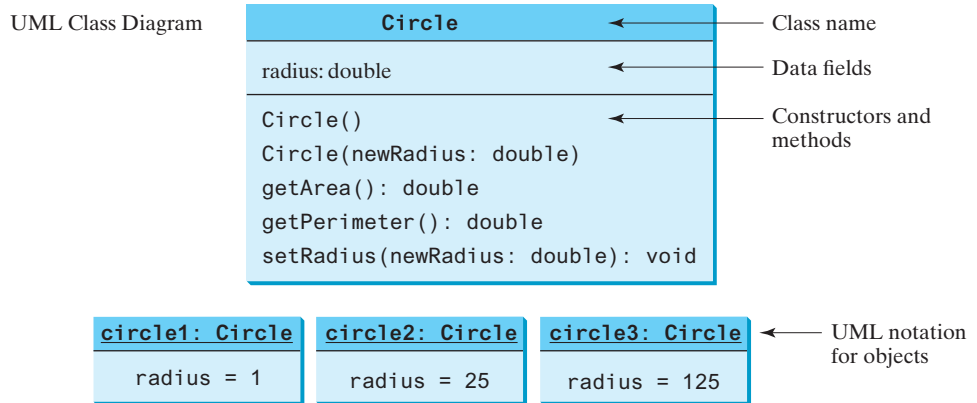 UML Class Diagram
Circle
Class name
radius: double
Data fields
Circle()
Constructors and
methods
Circle(newRadius: double)
getArea(): double
getPerimeter(): double
setRadius(newRadius: double): void
circle1: Circle
circle2: Circle
circle3: Circle
UML notation
for objects
radius = 1
radius = 25
radius = 125